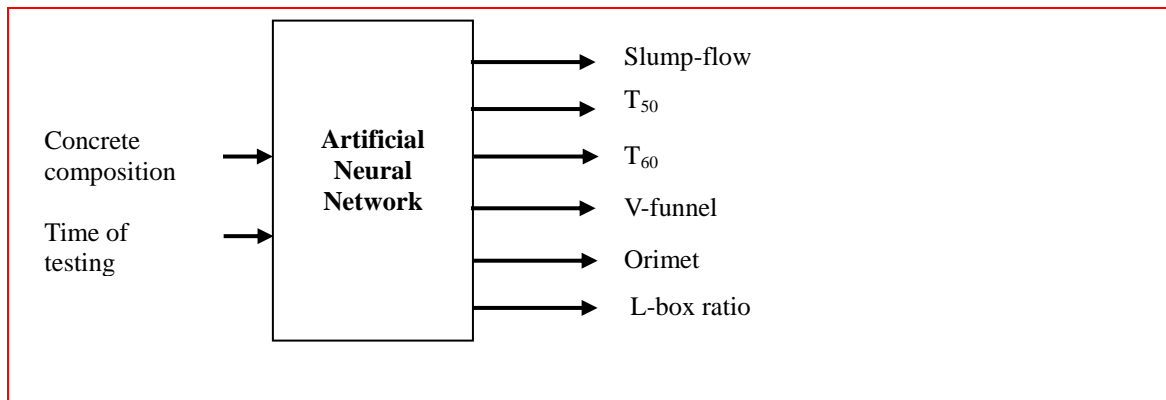 Concrete
composition
Time of
testing
Artificial
Neural
Network
Slump-flow
T₅₀
T₆₀
V-funnel
Orimet
L-box ratio